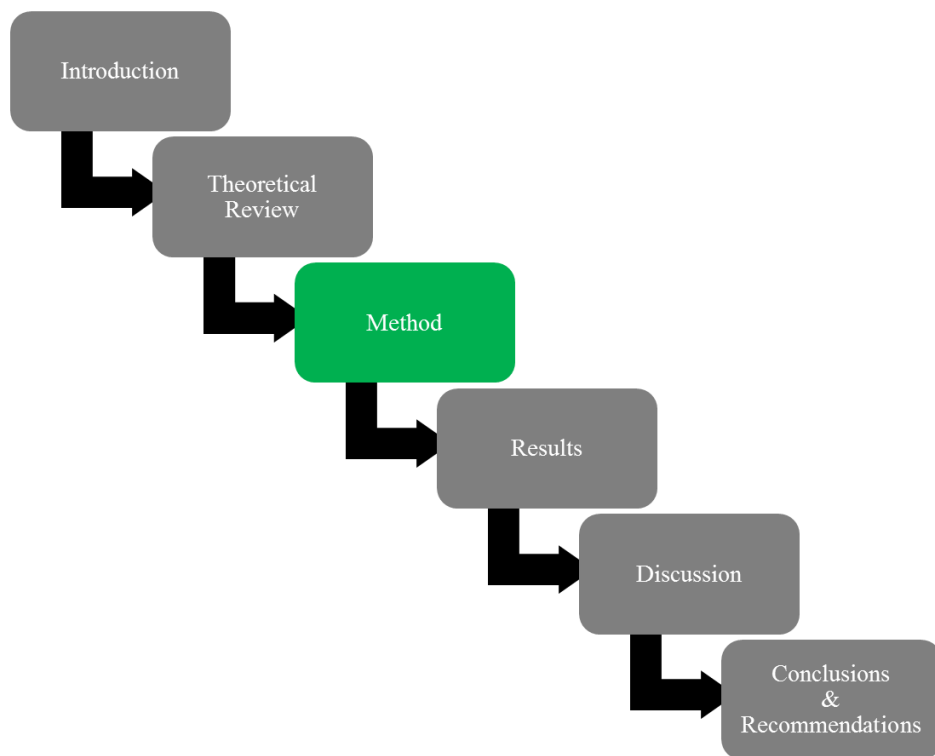 Introduction
Theoretical
Review
Method
Results
Discussion
Conclusions
&
Recommendations